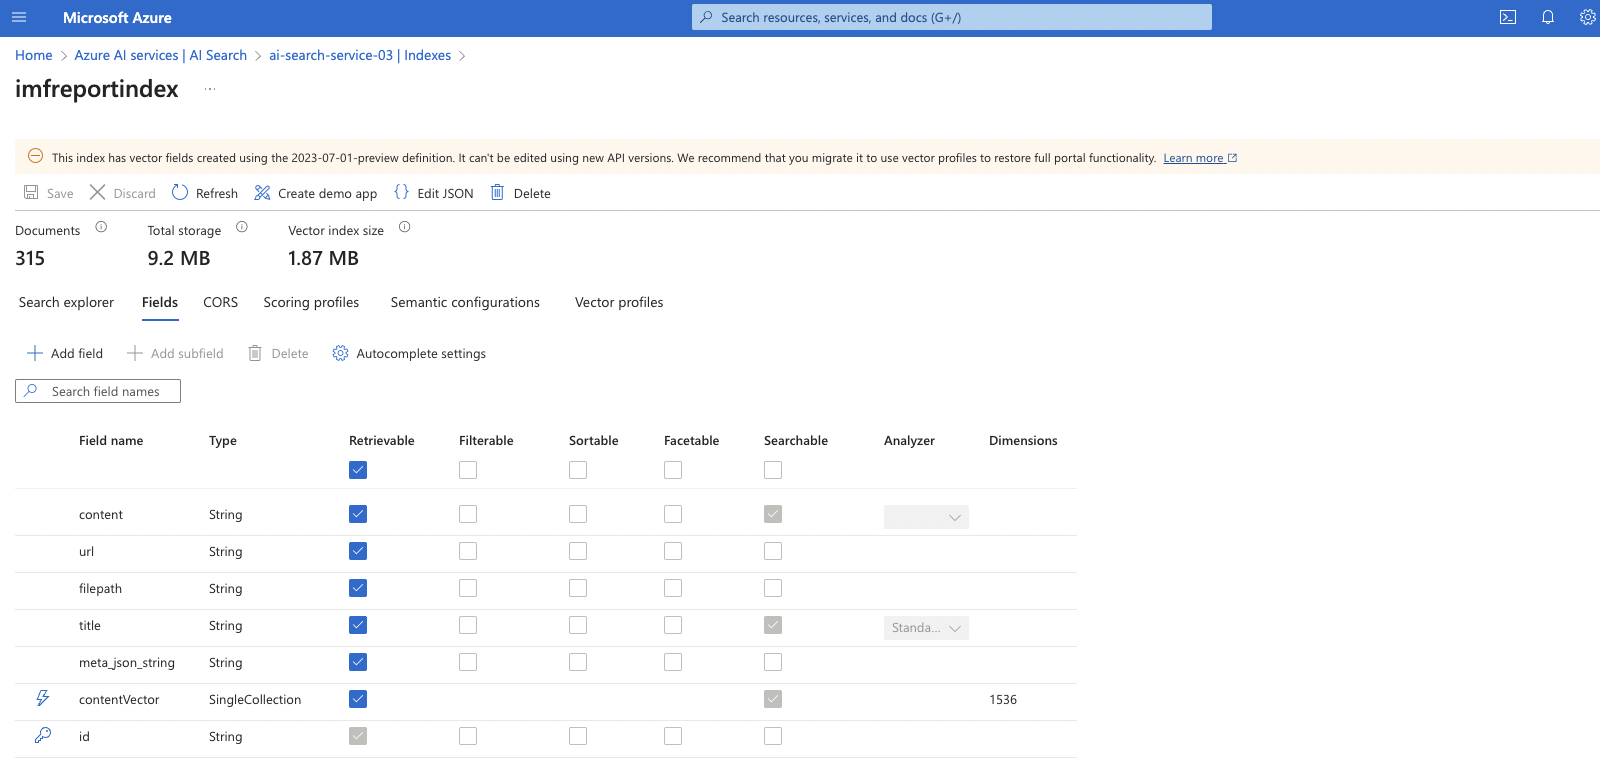 Microsoft Azure
Search resources, services, and docs (G+/)
Home > Azure AI services | AI Search > ai-search-service-03 | Indexes >
imfreportindex ...
This index has vector fields created using the 2023-07-01-preview definition. It can't be edited using new API versions. We recommend that you migrate it to use vector profiles to restore full portal functionality. Learn more
Save Discard Refresh Create demo app Edit JSON Delete
Documents Total storage Vector index size
315 9.2 MB 1.87 MB
Search explorer Fields CORS Scoring profiles Semantic configurations Vector profiles
Add field Add subfield Delete Autocomplete settings
Search field names
Field name Type Retrievable Filterable Sortable Facetable Searchable Analyzer Dimensions
content String
url String
filepath String
title String Standa...
meta_json_string String
contentVector SingleCollection 1536
id String